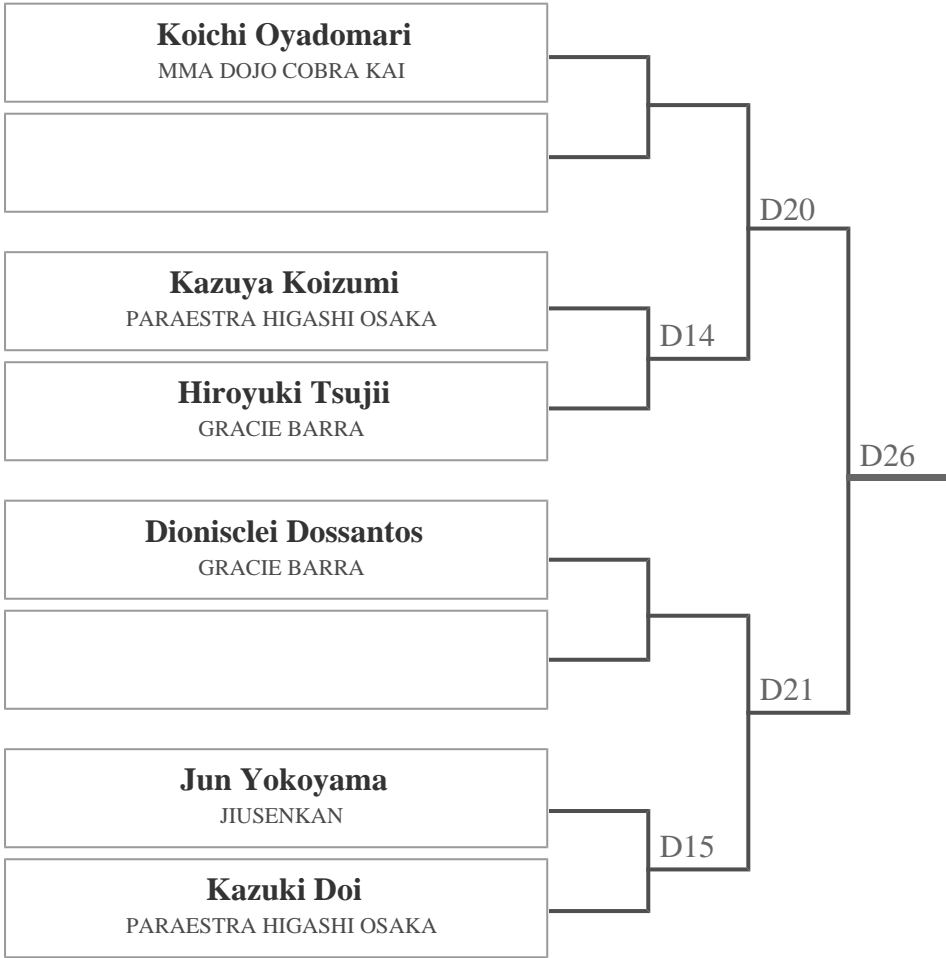 Koichi Oyadomari
MMA DOJO COBRA KAI
D20
Kazuya Koizumi
PARAESTRA HIGASHI OSAKA
D14
Hiroyuki Tsujii
GRACIE BARRA
D26
Dionisclei Dossantos
GRACIE BARRA
D21
Jun Yokoyama
JIUSENKAN
D15
Kazuki Doi
PARAESTRA HIGASHI OSAKA